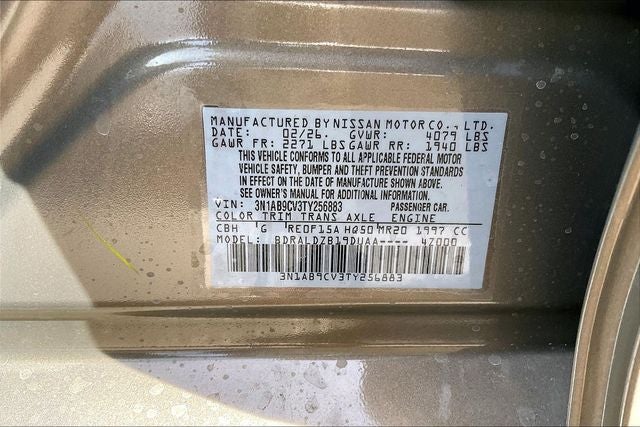 MANUFACTURED BY NISSAN MOTOR CO., LTD.
DATE: 02/26. GVWR: 4079 LBS
GAWR FR: 2271 LBS GAWR RR: 1940 LBS
THIS VEHICLE CONFORMS TO ALL APPLICABLE FEDERAL MOTOR
VEHICLE SAFETY, BUMPER AND THEFT PREVENTION STANDARDS
IN EFFECT ON THE DATE OF MANUFACTURE SHOWN ABOVE.
SEE OWNER'S MANUAL FOR ADDITIONAL INFORMATION.
VIN: 3N1AB9CV3TY256883 PASSENGER CAR.
COLOR TRIM TRANS AXLE ENGINE
CBH G RE0F15A HQ50 MR20 1997 CC
MODEL: BDRALDZB19DUAA---- 4Z000
3N1AB9CV3TY256883